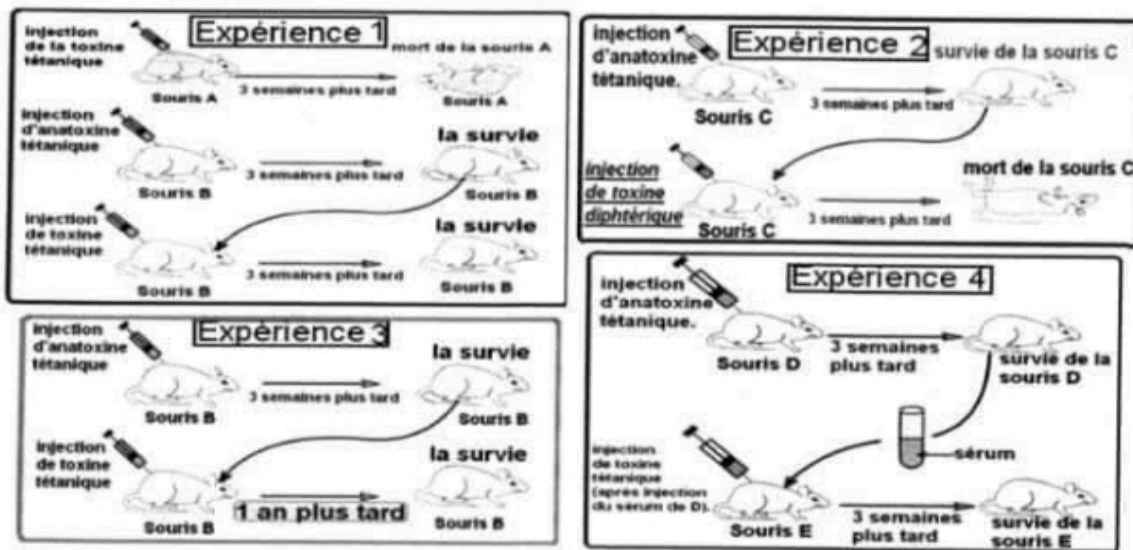 Expérience 1
injection
de la toxine
tétanique
Souris A
3 semaines plus tard
mort de la souris A
Souris A
injection
d'anatoxine
tétanique
Souris B
3 semaines plus tard
la survie
Souris B
injection
de toxine
tétanique
Souris B
3 semaines plus tard
la survie
Souris B
Expérience 2
injection
d'anatoxine
tétanique.
Souris C
3 semaines plus tard
survie de la souris C
injection
de toxine
diphtérique
Souris C
3 semaines plus tard
mort de la souris C
Expérience 3
injection
d'anatoxine
tétanique
Souris B
3 semaines plus tard
la survie
Souris B
injection
de toxine
tétanique
Souris B
1 an plus tard
la survie
Souris B
Expérience 4
injection
d'anatoxine
tétanique.
Souris D
3 semaines
plus tard
survie de la
souris D
sérum
injection
de toxine
tétanique
(après injection
du sérum de D).
Souris E
3 semaines
plus tard
survie de la
souris E